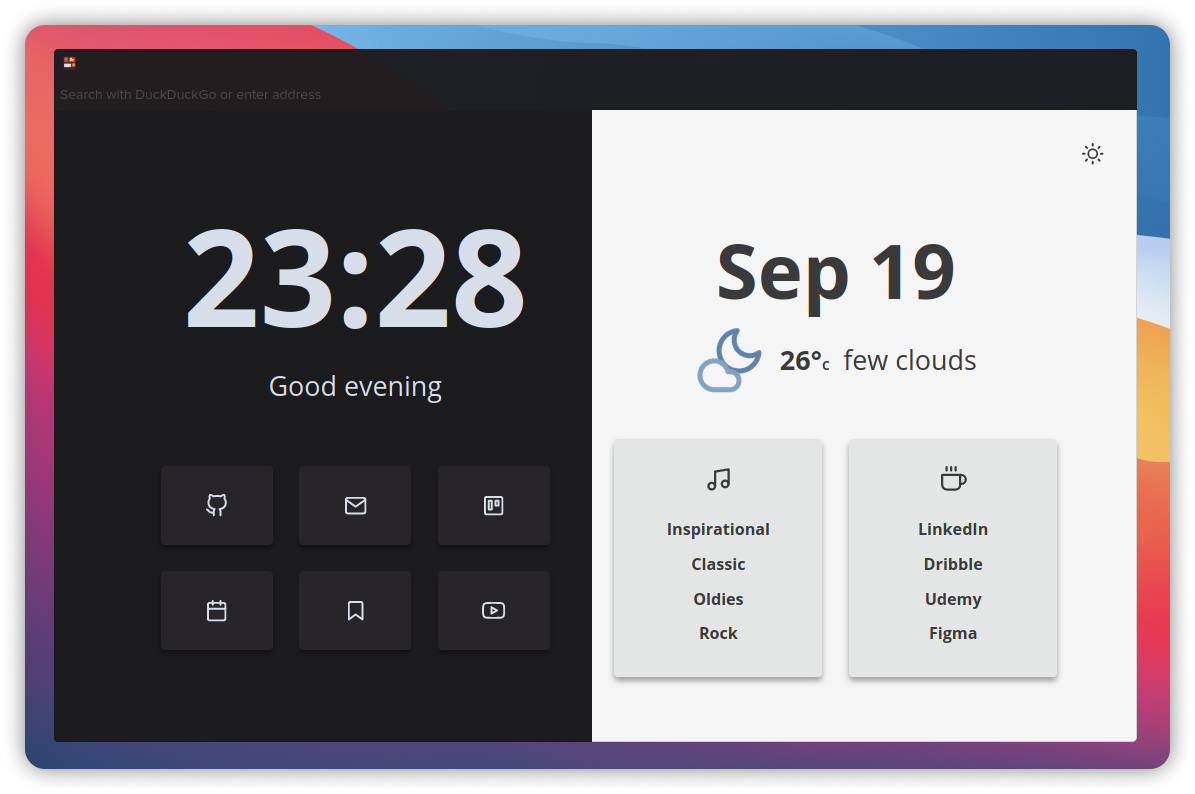 Search with DuckDuckGo or enter address
23:28
Good evening
Sep 19
26°c few clouds
Inspirational
Classic
Oldies
Rock
LinkedIn
Dribble
Udemy
Figma